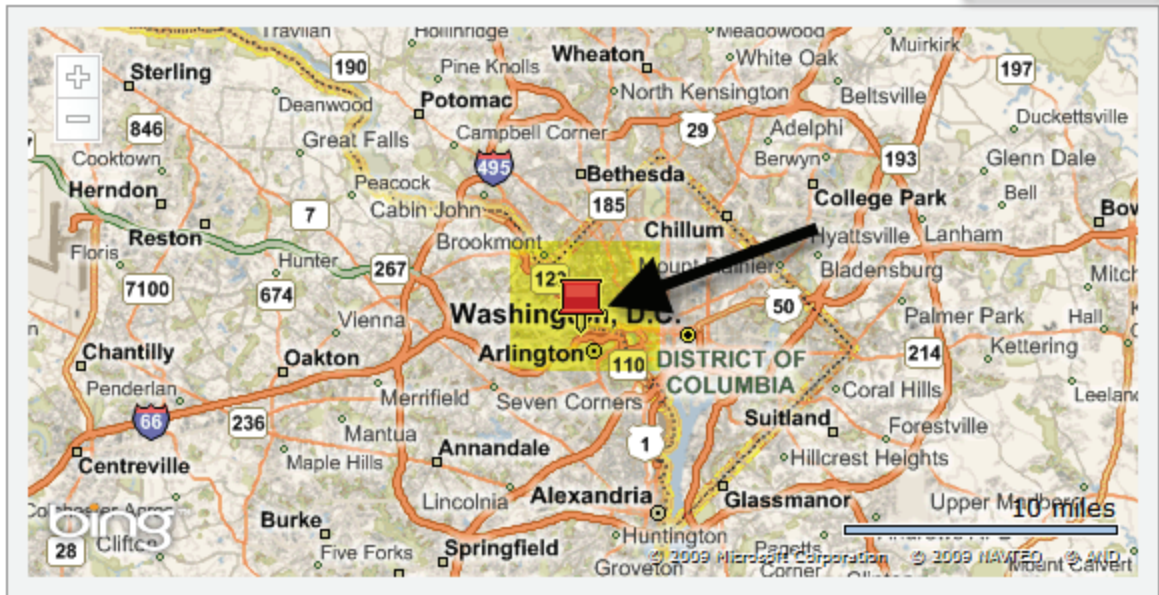 Travilah
Hollinridge
Meadowood
Wheaton
Muirkirk
190
Pine Knolls
White Oak
197
Sterling
Deanwood
Potomac
North Kensington
Beltsville
846
Great Falls
Campbell Corner
29
Adelphi
Duckettsville
Cooktown
495
Berwyn
193
Glenn Dale
Herndon
Peacock
Bethesda
College Park
Bell
7
Cabin John
185
Reston
Brookmont
Chillum
Hyattsville
Lanham
Floris
Hunter
267
Bladensburg
7100
674
50
Palmer Park
Hall
Vienna
Chantilly
Oakton
Arlington
110
DISTRICT OF
COLUMBIA
214
Kettering
Penderlan
Merrifield
Seven Corners
Coral Hills
66
236
Mantua
1
Suitland
Forestville
Centreville
Maple Hills
Annandale
Hillcrest Heights
Lincolnia
Alexandria
Glassmanor
10 miles
bing
Burke
28
Five Forks
Springfield
Huntington
Groveton
© 2009 Microsoft Corporation © 2009 NAVTEQ © AND
Mount Calvert